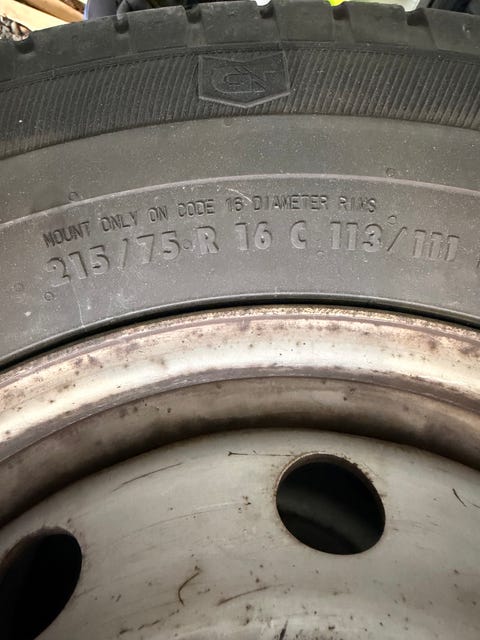 MOUNT ONLY ON CODE 16 DIAMETER RIMS
215/75 R 16 C 113/111